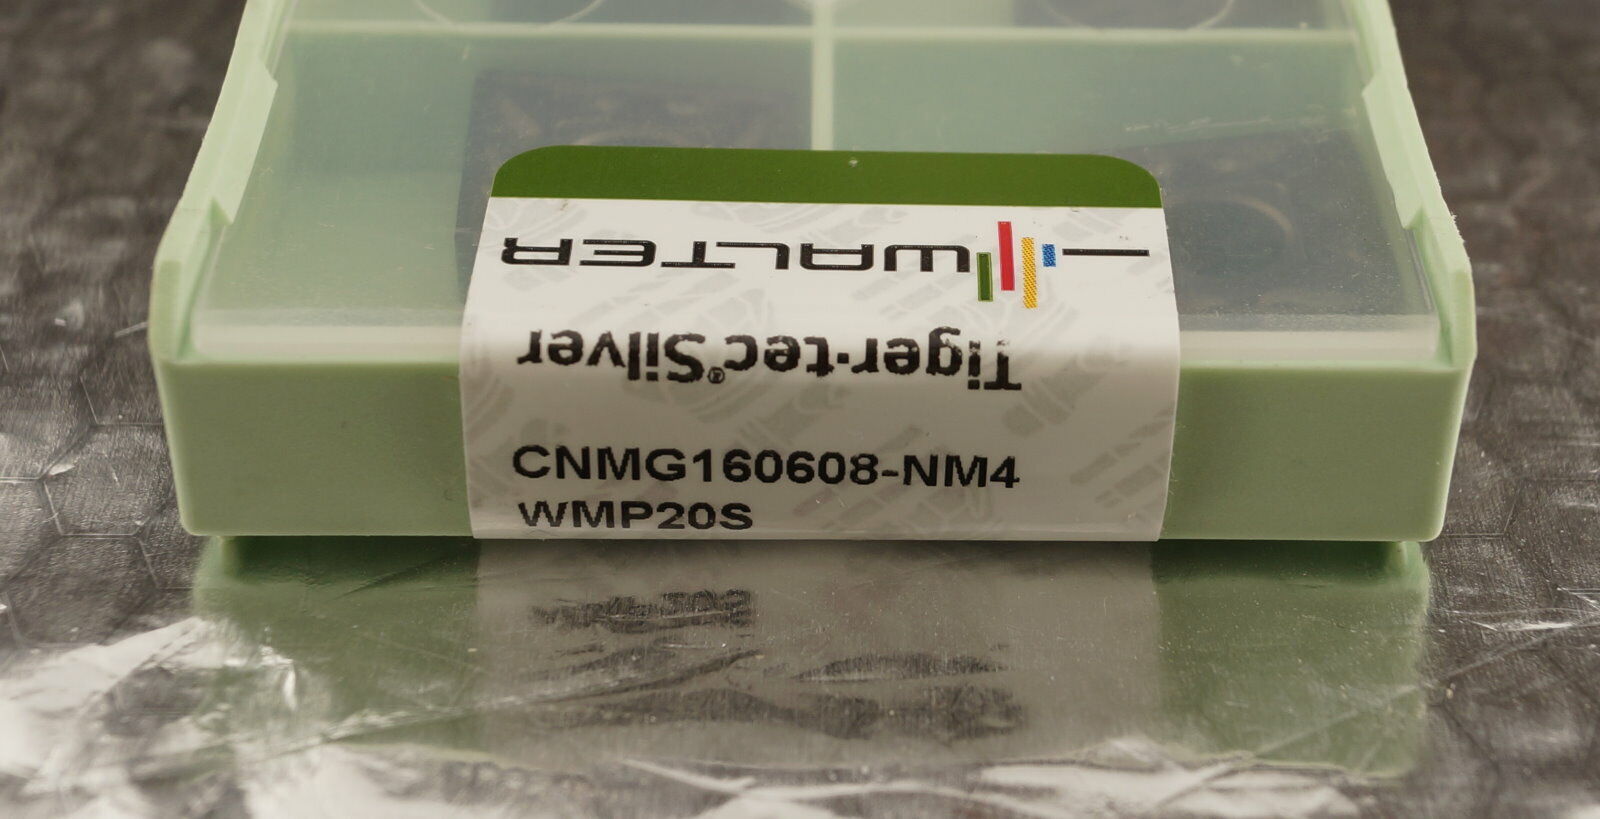 WALTER
Tiger·tec® Silver
CNMG160608-NM4
WMP20S